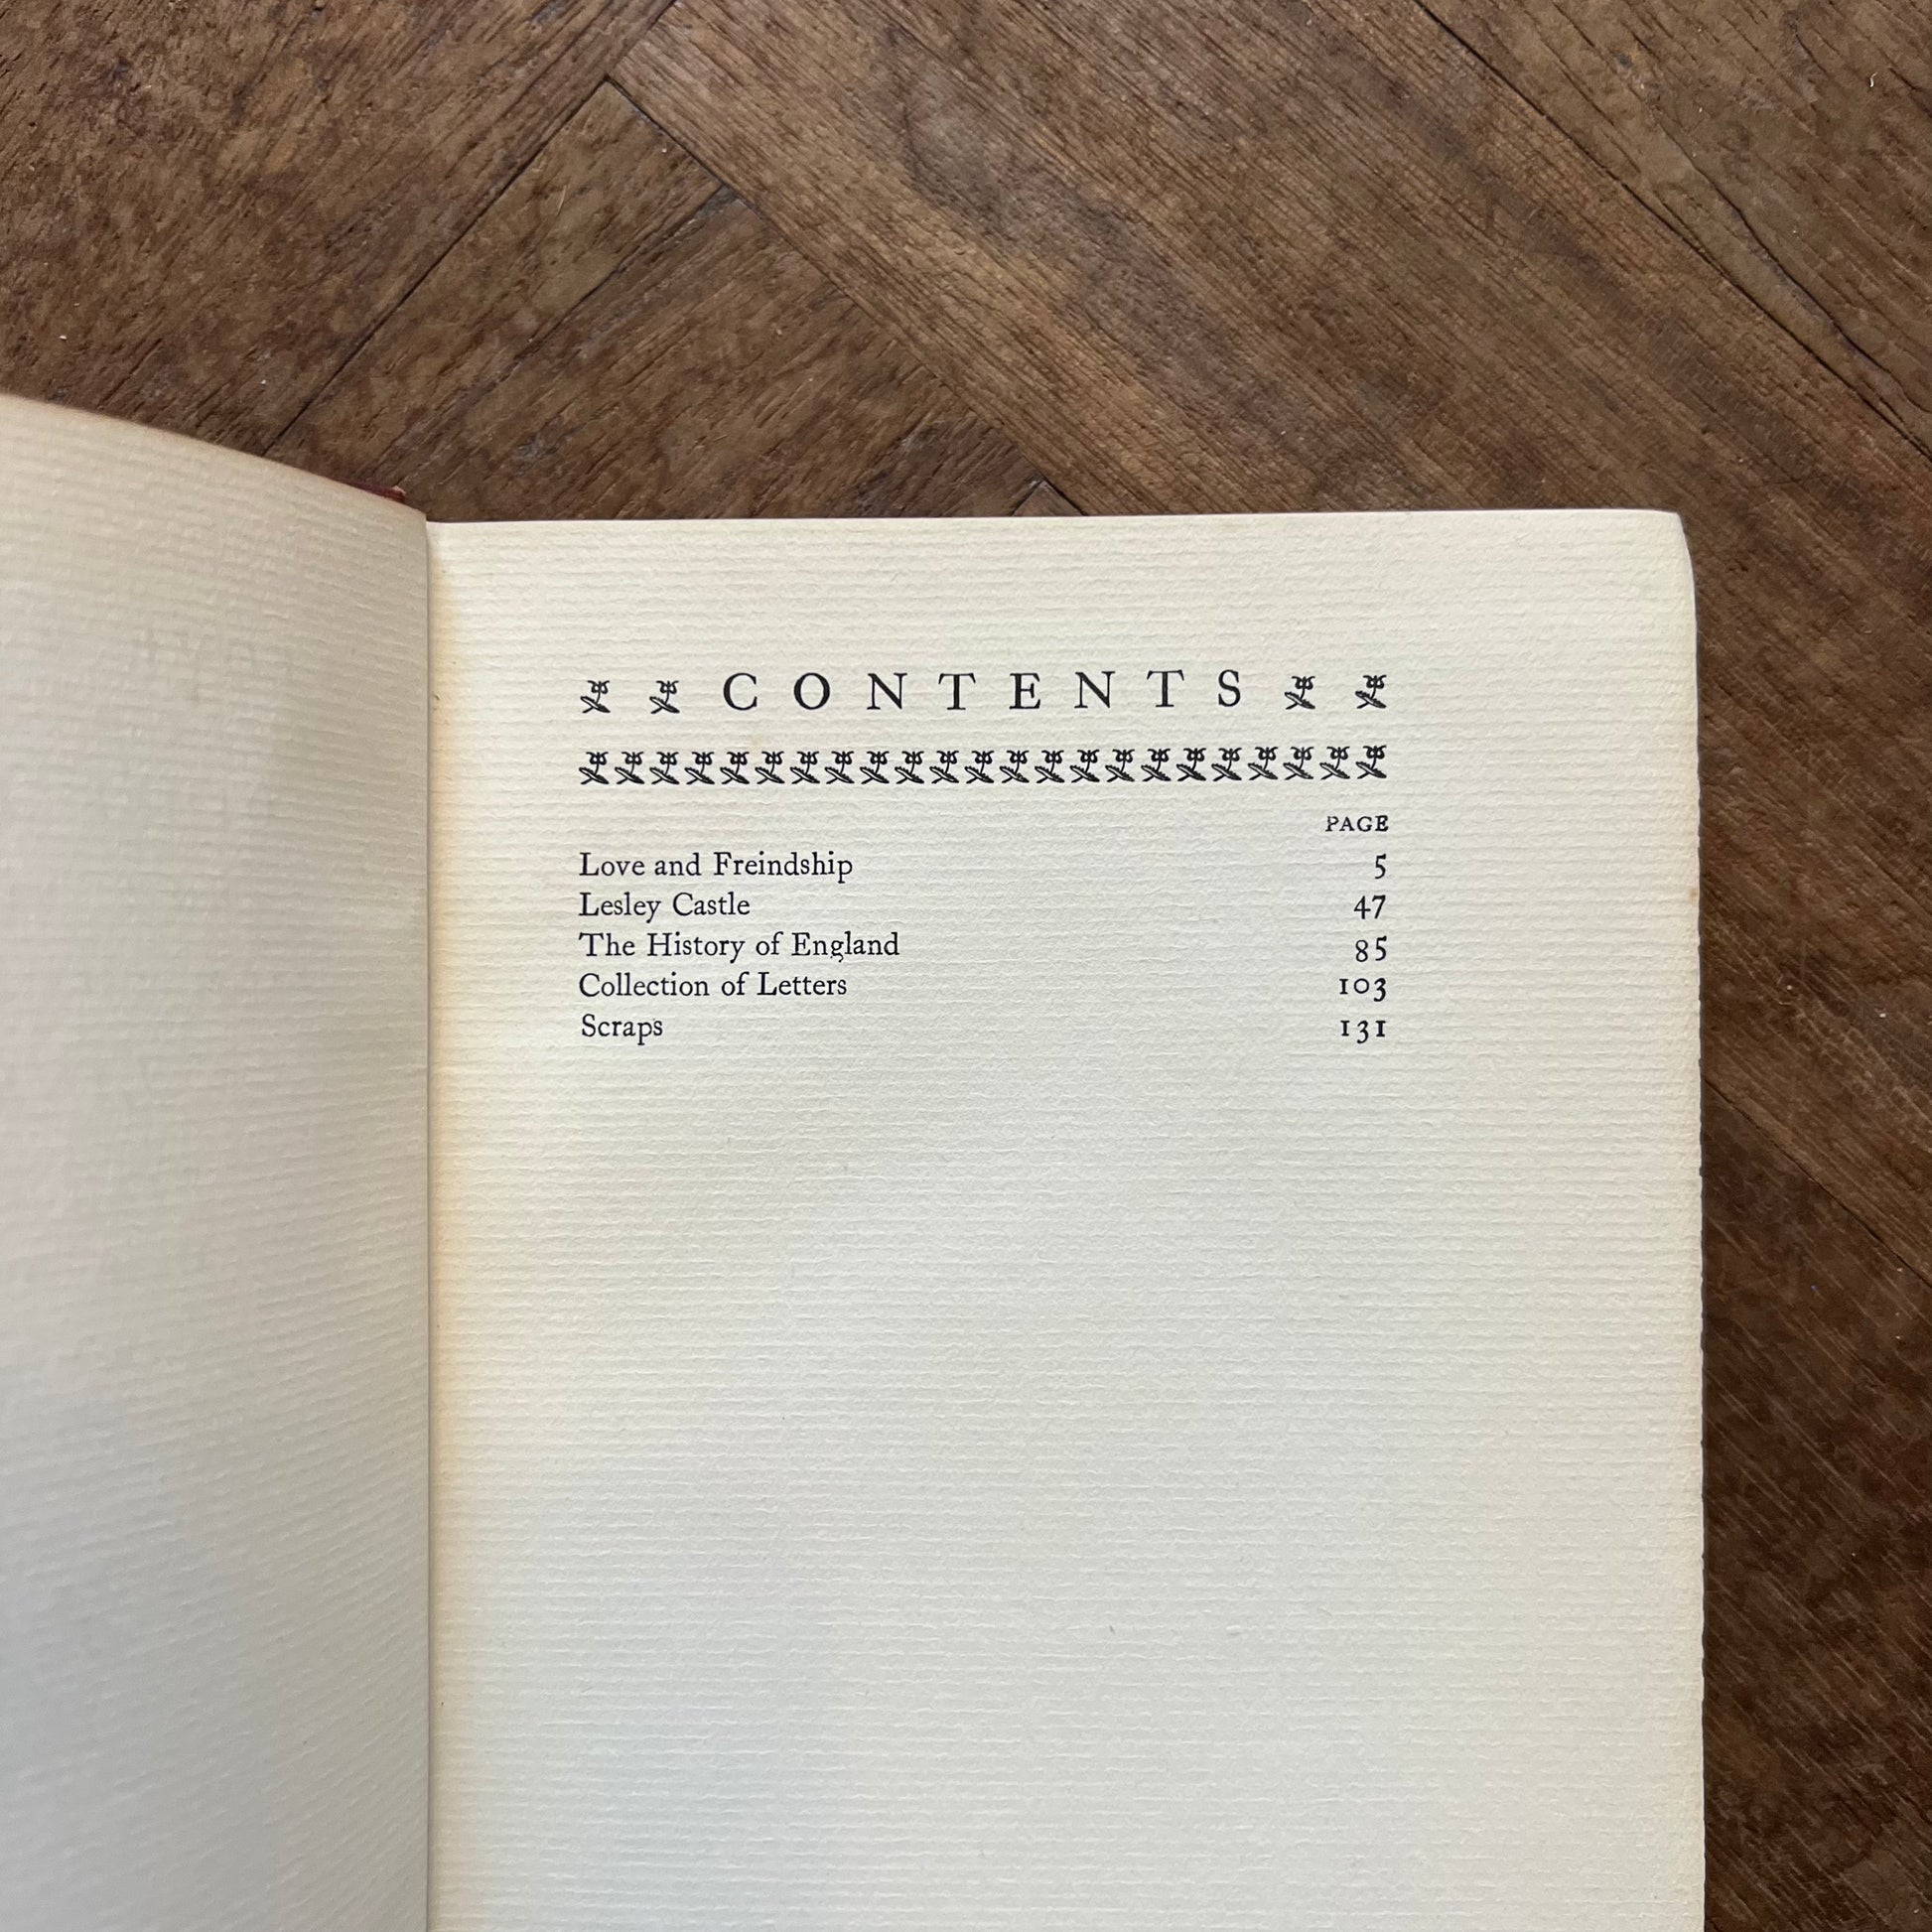 CONTENTS
PAGE
Love and Freindship 5
Lesley Castle 47
The History of England 85
Collection of Letters 103
Scraps 131